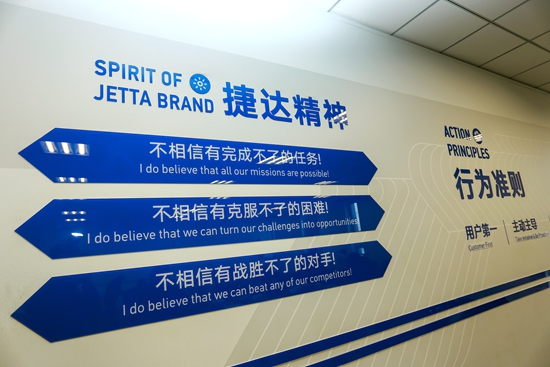 SPIRIT OF
JETTA BRAND
捷达精神
不相信有完成不了的任务!
I do believe that all our missions are possible!
不相信有克服不了的困难!
I do believe that we can turn our challenges into opportunities!
不相信有战胜不了的对手!
I do believe that we can beat any of our competitors!
ACTION
PRINCIPLES
行为准则
用户第一
Customer First
主动主导